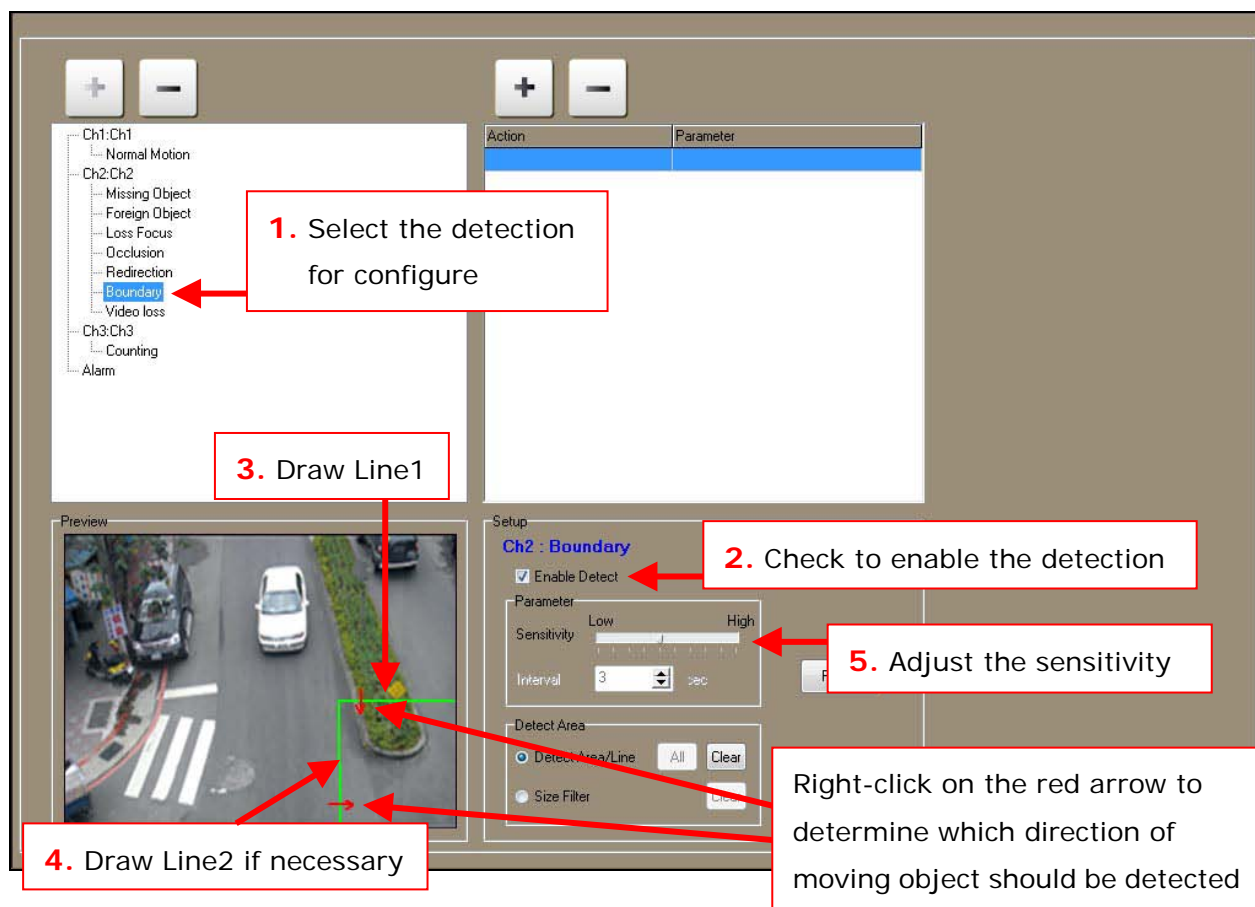 + −
+ −
Ch1:Ch1
Normal Motion
Ch2:Ch2
Missing Object
Foreign Object
Loss Focus
Occlusion
Redirection
Boundary
Video loss
Ch3:Ch3
Counting
Alarm
Action Parameter
1. Select the detection
for configure
3. Draw Line1
Preview
Setup
Ch2 : Boundary
2. Check to enable the detection
Enable Detect
Parameter
Low High
Sensitivity
5. Adjust the sensitivity
Interval 3 sec
Detect Area
Detect Area/Line All Clear
Size Filter Clear
Right-click on the red arrow to
determine which direction of
moving object should be detected
4. Draw Line2 if necessary